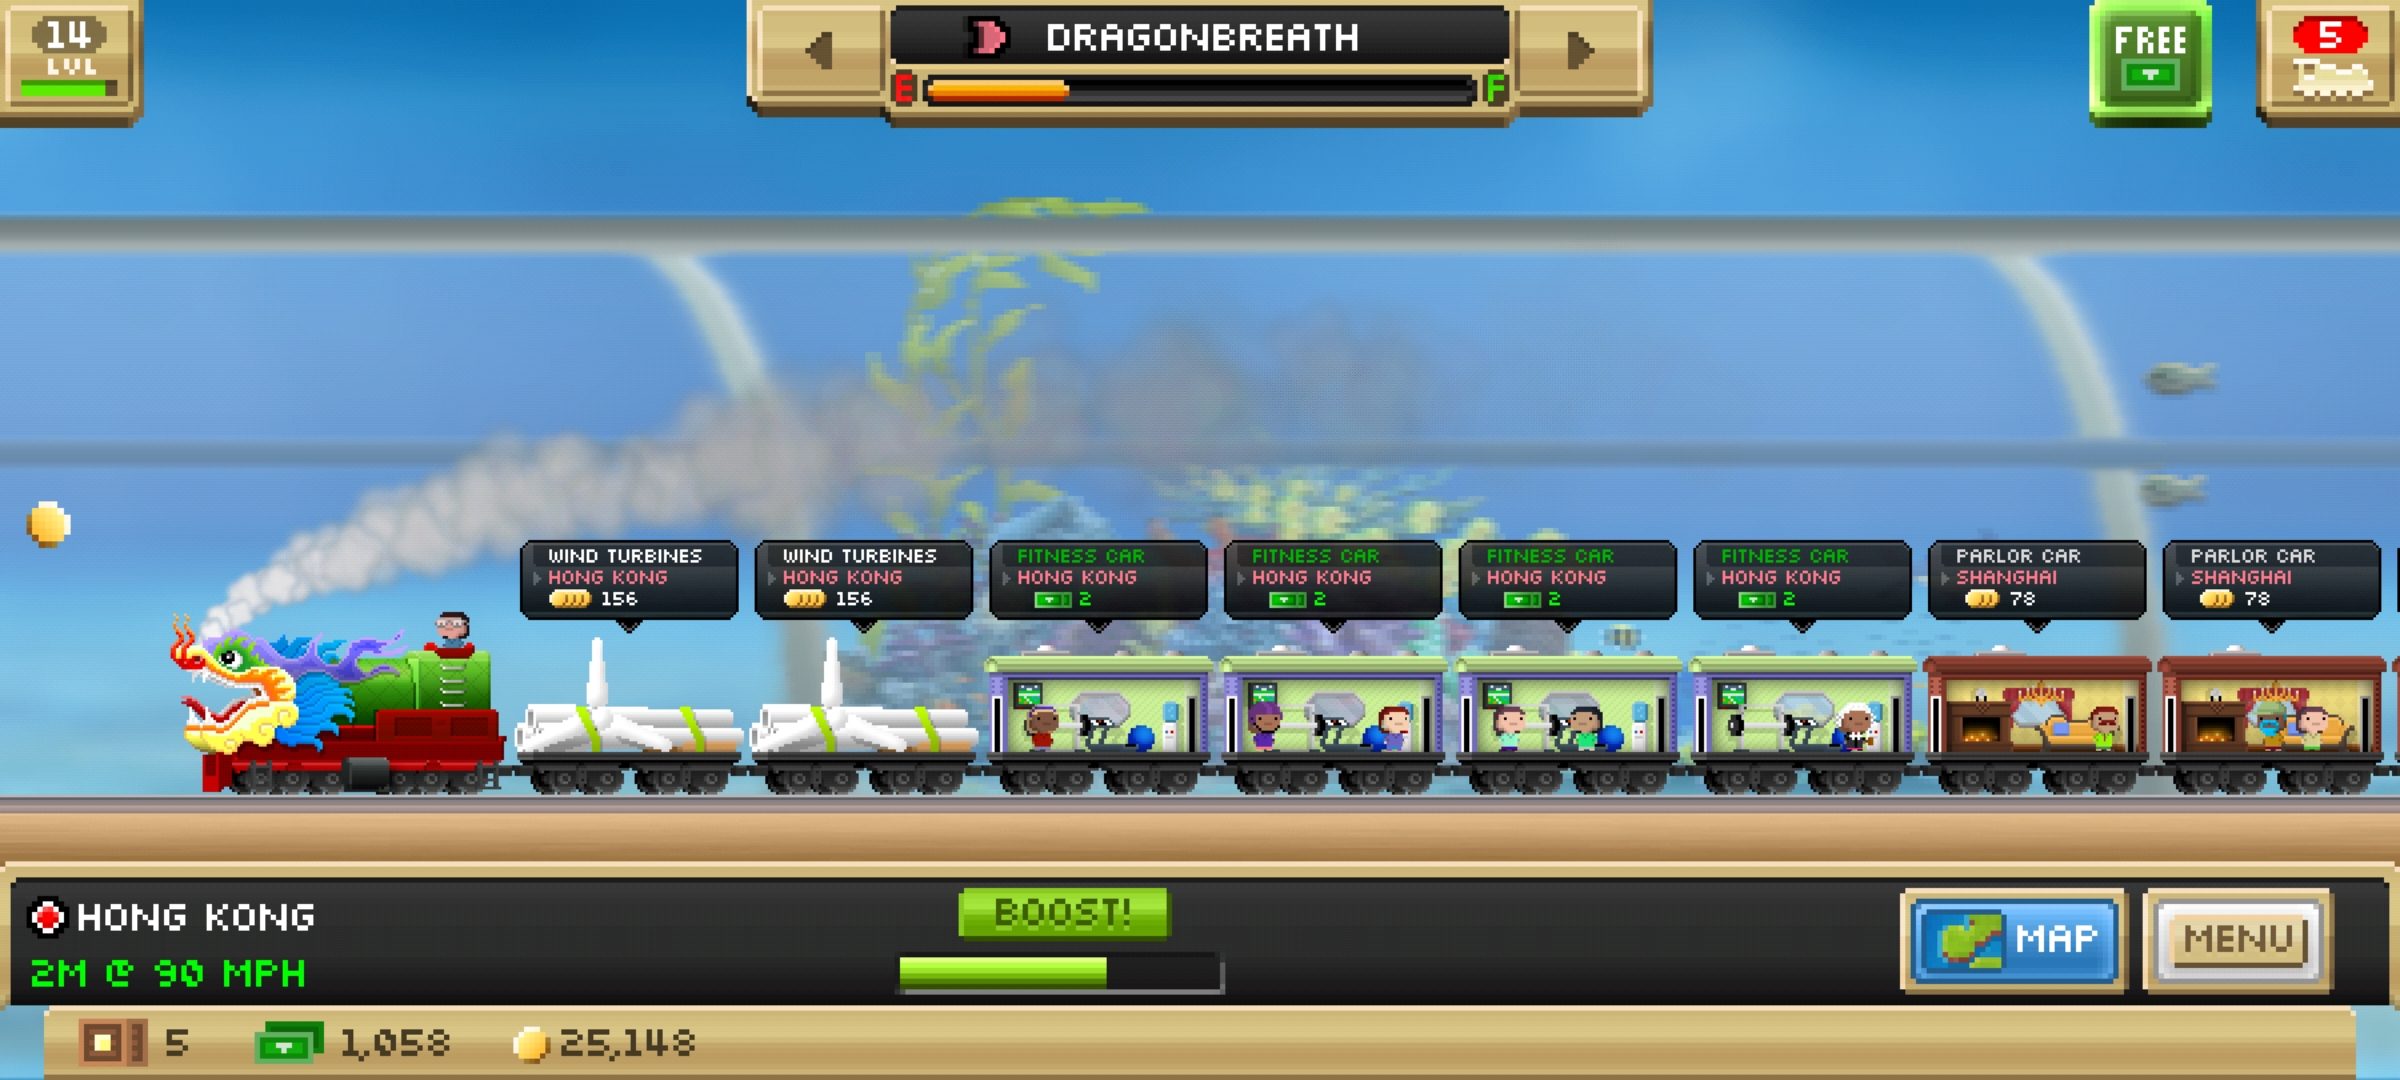 14
LVL
DRAGONBREATH
E
F
FREE
5
WIND TURBINES
HONG KONG
156
WIND TURBINES
HONG KONG
156
FITNESS CAR
HONG KONG
2
FITNESS CAR
HONG KONG
2
FITNESS CAR
HONG KONG
2
FITNESS CAR
HONG KONG
2
PARLOR CAR
SHANGHAI
78
PARLOR CAR
SHANGHAI
78
HONG KONG
2M @ 90 MPH
BOOST!
MAP
MENU
5
1,058
25,148